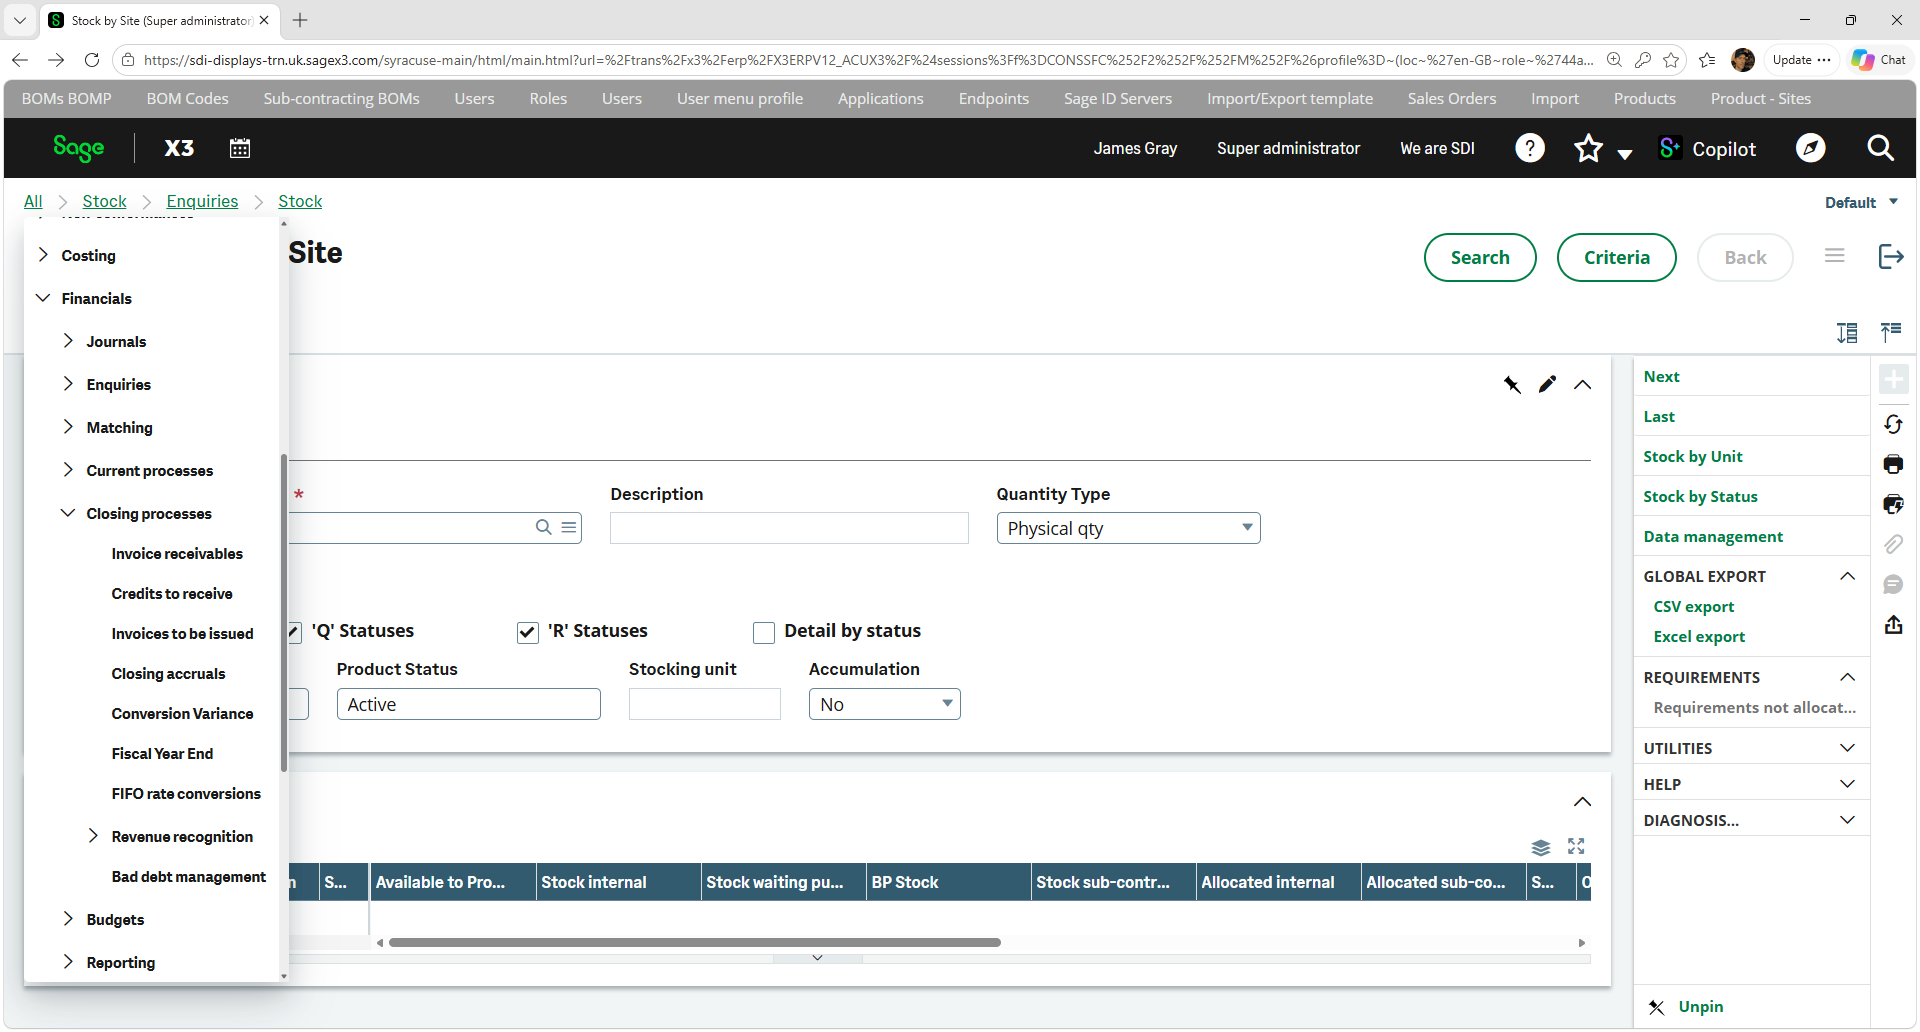 Stock by Site (Super administrator)
https://sdi-displays-trn.uk.sagex3.com/syracuse-main/html/main.html?url=%2Ftrans%2Fx3%2Ferp%2FX3ERPV12_ACUX3%2F%24sessions%3Ff%3DCONSSFC%252F2%252F%252FM%252F%26profile%3D~(loc~%27en-GB~role~%2744a...
Update
Chat
BOMs BOMP
BOM Codes
Sub-contracting BOMs
Users
Roles
Users
User menu profile
Applications
Endpoints
Sage ID Servers
Import/Export template
Sales Orders
Import
Products
Product - Sites
Sage
X3
James Gray
Super administrator
We are SDI
Copilot
All
Stock
Enquiries
Stock
Default
Site
Search
Criteria
Back
Costing
Financials
Journals
Enquiries
Matching
Current processes
Closing processes
Invoice receivables
Credits to receive
Invoices to be issued
Closing accruals
Conversion Variance
Fiscal Year End
FIFO rate conversions
Revenue recognition
Bad debt management
Budgets
Reporting
*
Description
Quantity Type
Physical qty
'Q' Statuses
'R' Statuses
Detail by status
Product Status
Stocking unit
Accumulation
Active
No
n
S...
Available to Pro...
Stock internal
Stock waiting pu...
BP Stock
Stock sub-contr...
Allocated internal
Allocated sub-co...
S...
O
Next
Last
Stock by Unit
Stock by Status
Data management
GLOBAL EXPORT
CSV export
Excel export
REQUIREMENTS
Requirements not allocat...
UTILITIES
HELP
DIAGNOSIS...
Unpin